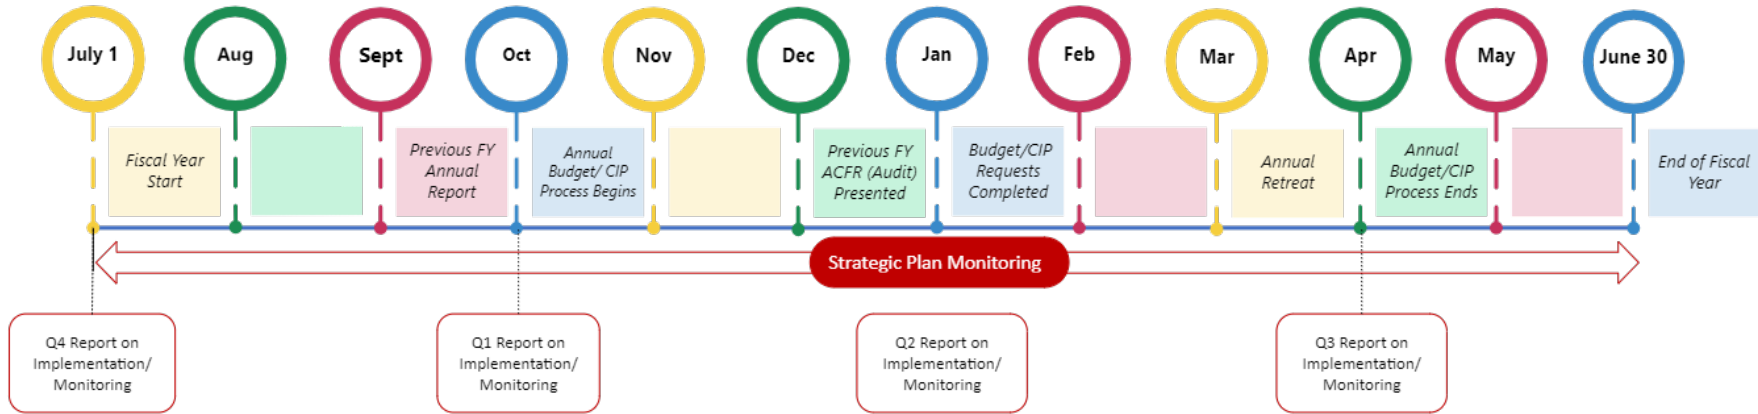 July 1
Aug
Sept
Oct
Nov
Dec
Jan
Feb
Mar
Apr
May
June 30
Fiscal Year
Start
Previous FY
Annual
Report
Annual
Budget/ CIP
Process Begins
Previous FY
ACFR (Audit)
Presented
Budget/CIP
Requests
Completed
Annual
Retreat
Annual
Budget/CIP
Process Ends
End of Fiscal
Year
Strategic Plan Monitoring
Q4 Report on
Implementation/
Monitoring
Q1 Report on
Implementation/
Monitoring
Q2 Report on
Implementation/
Monitoring
Q3 Report on
Implementation/
Monitoring